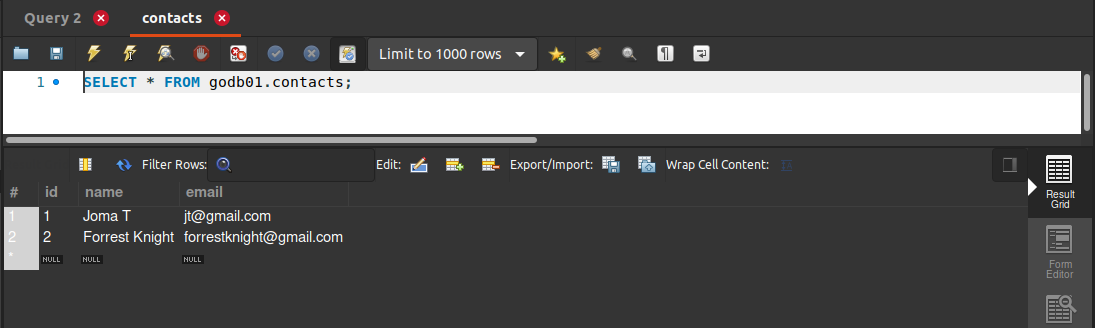 Query 2 contacts
Limit to 1000 rows
1 SELECT * FROM godb01.contacts;
Filter Rows: Edit: Export/Import: Wrap Cell Content:
# id name email
1 1 Joma T jt@gmail.com
2 2 Forrest Knight forrestknight@gmail.com
* NULL NULL NULL
Result
Grid
Form
Editor